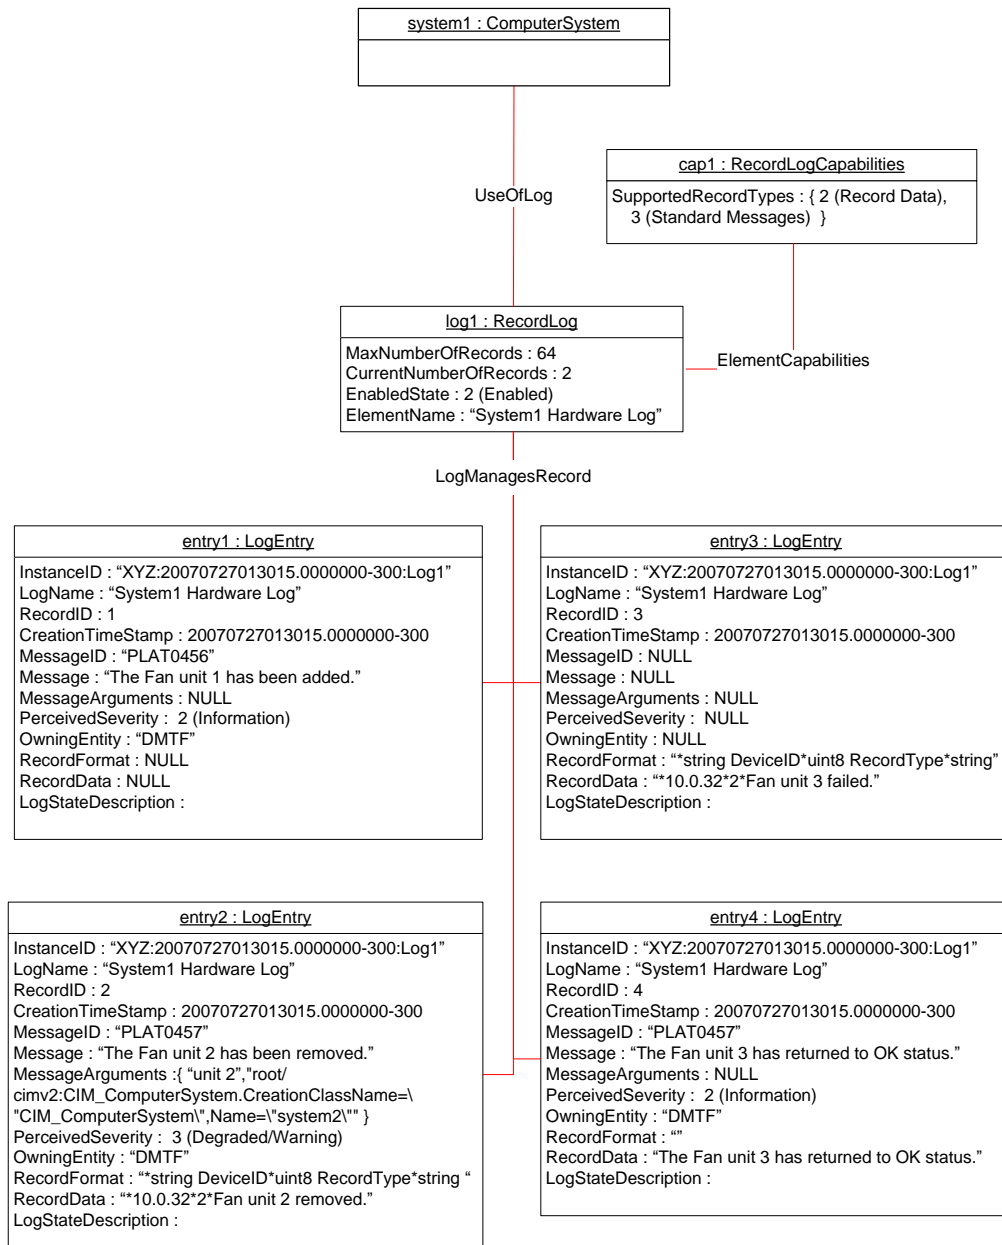 system1 : ComputerSystem
cap1 : RecordLogCapabilities
SupportedRecordTypes : { 2 (Record Data),
3 (Standard Messages)  }
UseOfLog
log1 : RecordLog
MaxNumberOfRecords : 64
CurrentNumberOfRecords : 2
EnabledState : 2 (Enabled)
ElementName : “System1 Hardware Log”
ElementCapabilities
LogManagesRecord
entry1 : LogEntry
InstanceID : “XYZ:20070727013015.0000000-300:Log1”
LogName : “System1 Hardware Log”
RecordID : 1
CreationTimeStamp : 20070727013015.0000000-300
MessageID : “PLAT0456”
Message : “The Fan unit 1 has been added.”
MessageArguments : NULL
PerceivedSeverity :  2 (Information)
OwningEntity : “DMTF”
RecordFormat : NULL
RecordData : NULL
LogStateDescription :
entry3 : LogEntry
InstanceID : “XYZ:20070727013015.0000000-300:Log1”
LogName : “System1 Hardware Log”
RecordID : 3
CreationTimeStamp : 20070727013015.0000000-300
MessageID : NULL
Message : NULL
MessageArguments : NULL
PerceivedSeverity :  NULL
OwningEntity : NULL
RecordFormat : “*string DeviceID*uint8 RecordType*string”
RecordData : “*10.0.32*2*Fan unit 3 failed.”
LogStateDescription :
entry2 : LogEntry
InstanceID : “XYZ:20070727013015.0000000-300:Log1”
LogName : “System1 Hardware Log”
RecordID : 2
CreationTimeStamp : 20070727013015.0000000-300
MessageID : “PLAT0457”
Message : “The Fan unit 2 has been removed.”
MessageArguments :{ “unit 2”,"root/
cimv2:CIM_ComputerSystem.CreationClassName=\
"CIM_ComputerSystem\",Name=\"system2\"" }
PerceivedSeverity :  3 (Degraded/Warning)
OwningEntity : “DMTF”
RecordFormat : “*string DeviceID*uint8 RecordType*string “
RecordData : “*10.0.32*2*Fan unit 2 removed.”
LogStateDescription :
entry4 : LogEntry
InstanceID : “XYZ:20070727013015.0000000-300:Log1”
LogName : “System1 Hardware Log”
RecordID : 4
CreationTimeStamp : 20070727013015.0000000-300
MessageID : “PLAT0457”
Message : “The Fan unit 3 has returned to OK status.”
MessageArguments : NULL
PerceivedSeverity :  2 (Information)
OwningEntity : “DMTF”
RecordFormat : “”
RecordData : “The Fan unit 3 has returned to OK status.”
LogStateDescription :